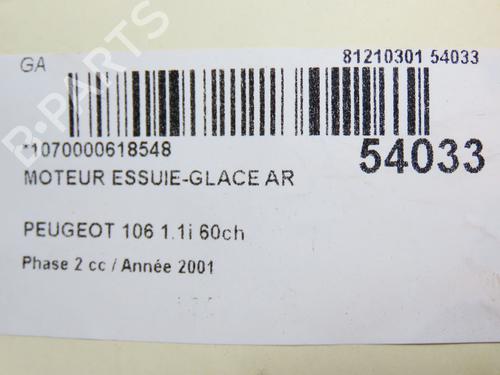 GA
81210301 54033
B-PARTS
*1070000618548
54033
MOTEUR ESSUIE-GLACE AR
PEUGEOT 106 1.1i 60ch
Phase 2 cc / Année 2001